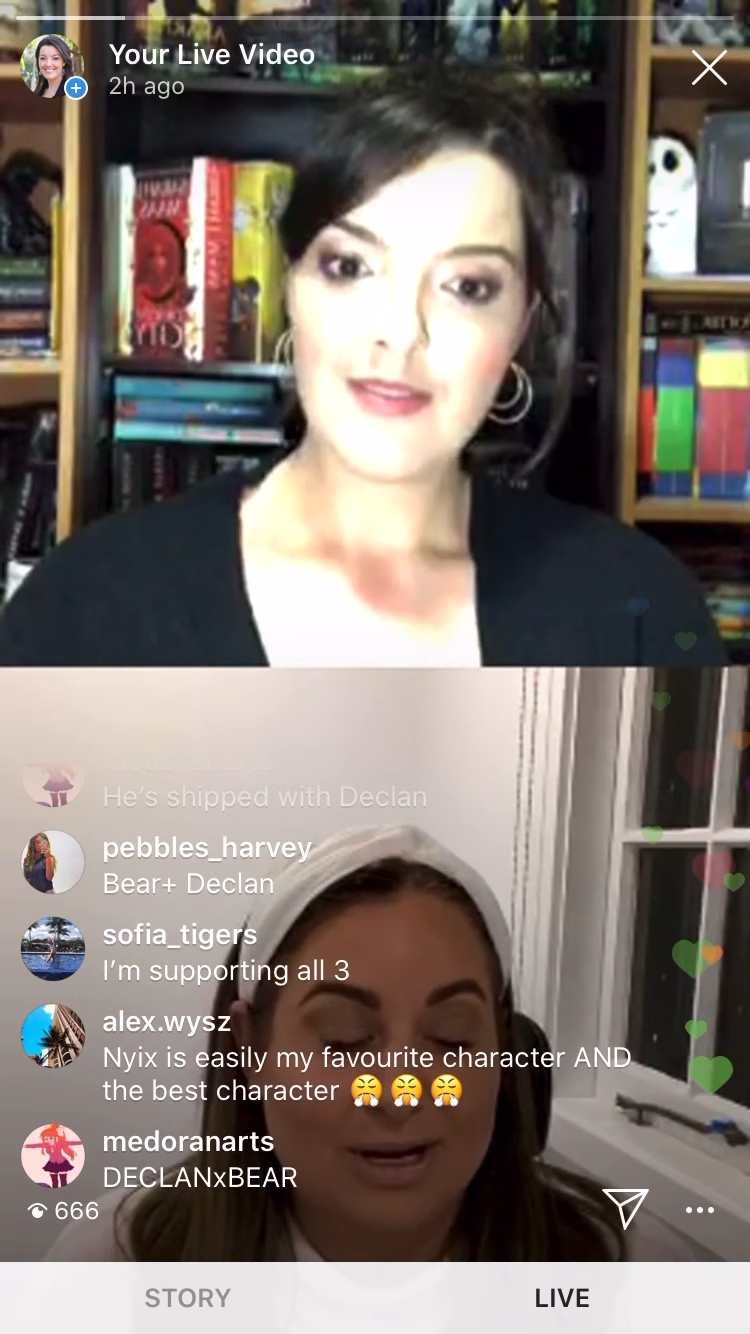 Your Live Video
2h ago
He's shipped with Declan
pebbles_harvey
Bear+ Declan
sofia_tigers
I'm supporting all 3
alex.wysz
Nyix is easily my favourite character AND
the best character 😤😤😤
medoranarts
DECLANxBEAR
666
STORY
LIVE